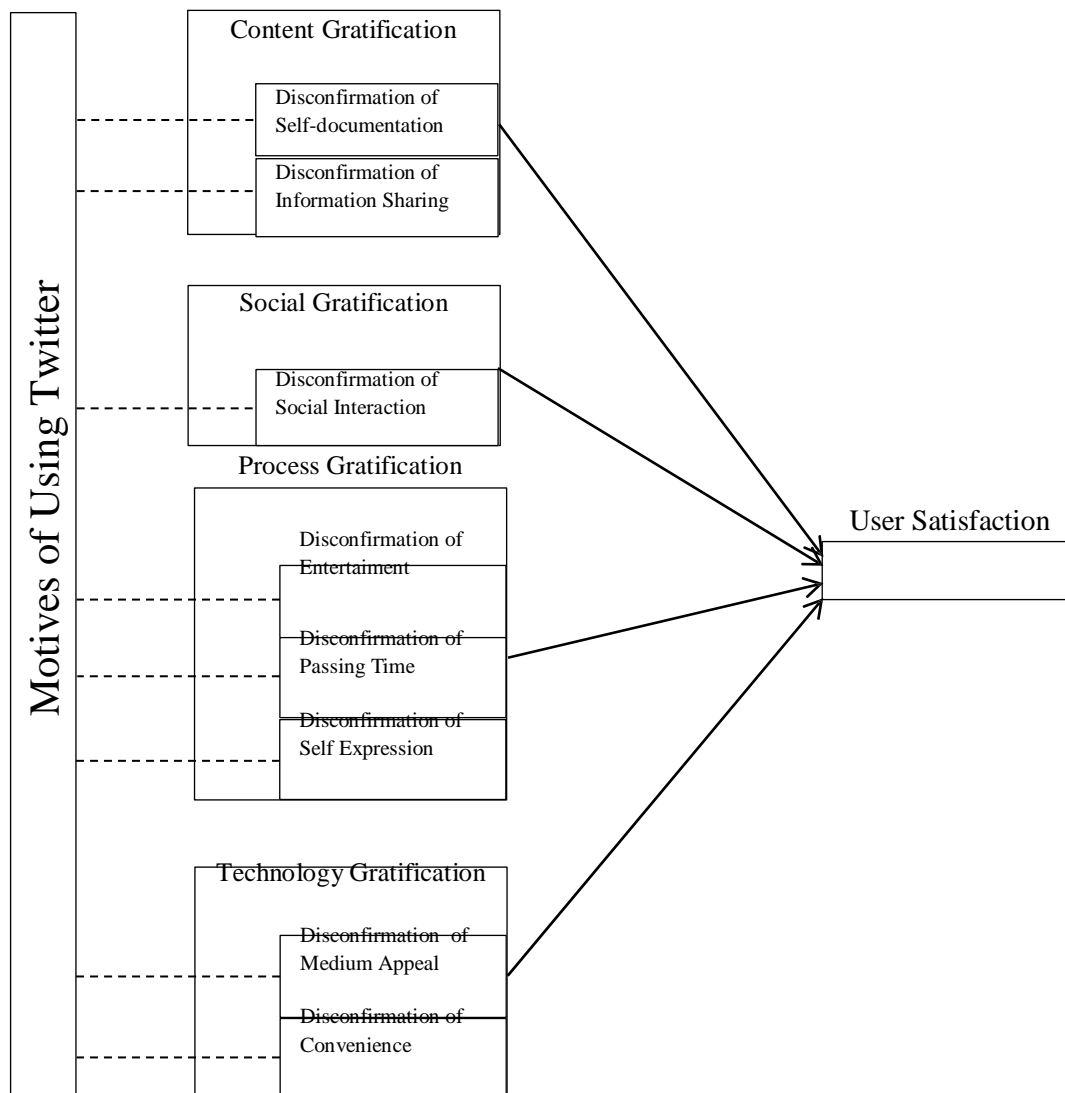 Motives of Using Twitter
Content Gratification
Disconfirmation of
Self-documentation
Disconfirmation of
Information Sharing
Social Gratification
Disconfirmation of
Social Interaction
Process Gratification
Disconfirmation of
Entertaiment
Disconfirmation of
Passing Time
Disconfirmation of
Self Expression
Technology Gratification
Disconfirmation of
Medium Appeal
Disconfirmation of
Convenience
User Satisfaction